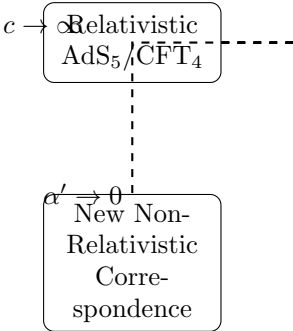 c → ∞
Relativistic
AdS₅/CFT₄
α′ → 0
New Non-
Relativistic
Corre-
spondence